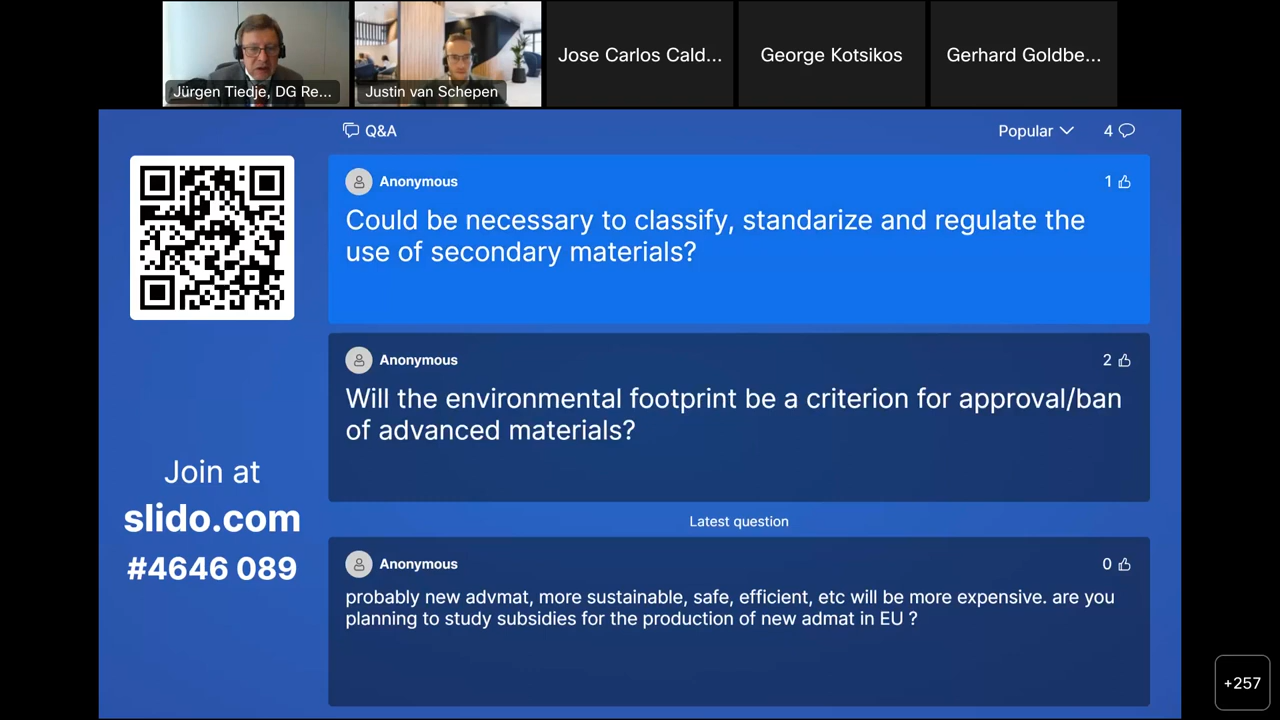 Jürgen Tiedje, DG Re...
Justin van Schepen
Jose Carlos Cald...
George Kotsikos
Gerhard Goldbe...
Q&A
Popular
4
Anonymous
1
Could be necessary to classify, standarize and regulate the
use of secondary materials?
Anonymous
2
Will the environmental footprint be a criterion for approval/ban
of advanced materials?
Join at
slido.com
#4646 089
Latest question
Anonymous
0
probably new advmat, more sustainable, safe, efficient, etc will be more expensive. are you
planning to study subsidies for the production of new admat in EU ?
+257